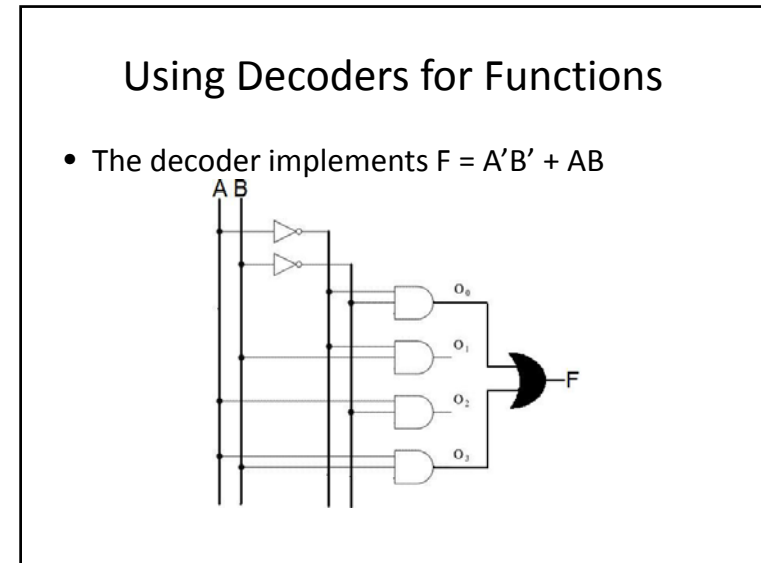 Using Decoders for Functions
• The decoder implements F = A’B’ + AB
A B
O₀
O₁
F
O₂
O₃